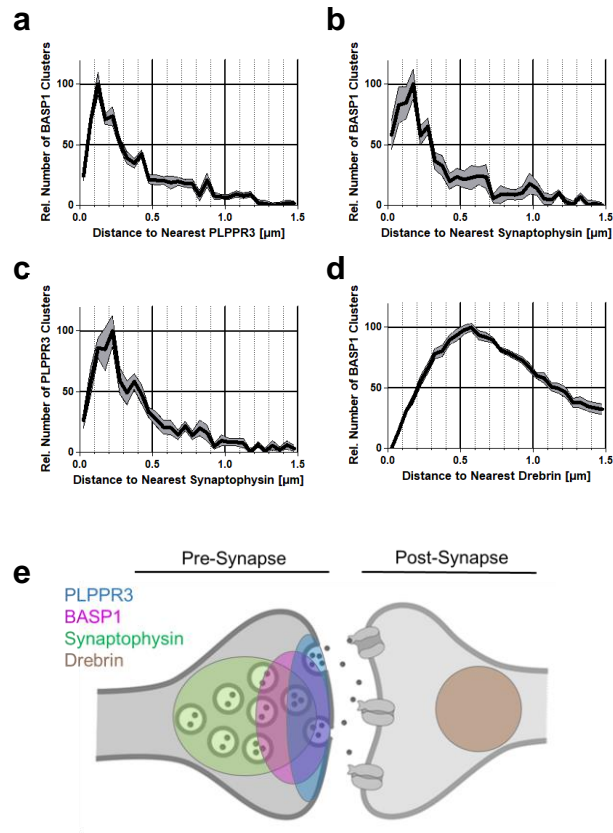 a
Rel. Number of BASP1 Clusters
100
50
0
0.0 0.5 1.0 1.5
Distance to Nearest PLPPR3 [µm]
b
Rel. Number of BASP1 Clusters
100
50
0
0.0 0.5 1.0 1.5
Distance to Nearest Synaptophysin [µm]
c
Rel. Number of PLPPR3 Clusters
100
50
0
0.0 0.5 1.0 1.5
Distance to Nearest Synaptophysin [µm]
d
Rel. Number of BASP1 Clusters
100
50
0
0.0 0.5 1.0 1.5
Distance to Nearest Drebrin [µm]
e
Pre-Synapse
Post-Synapse
PLPPR3
BASP1
Synaptophysin
Drebrin